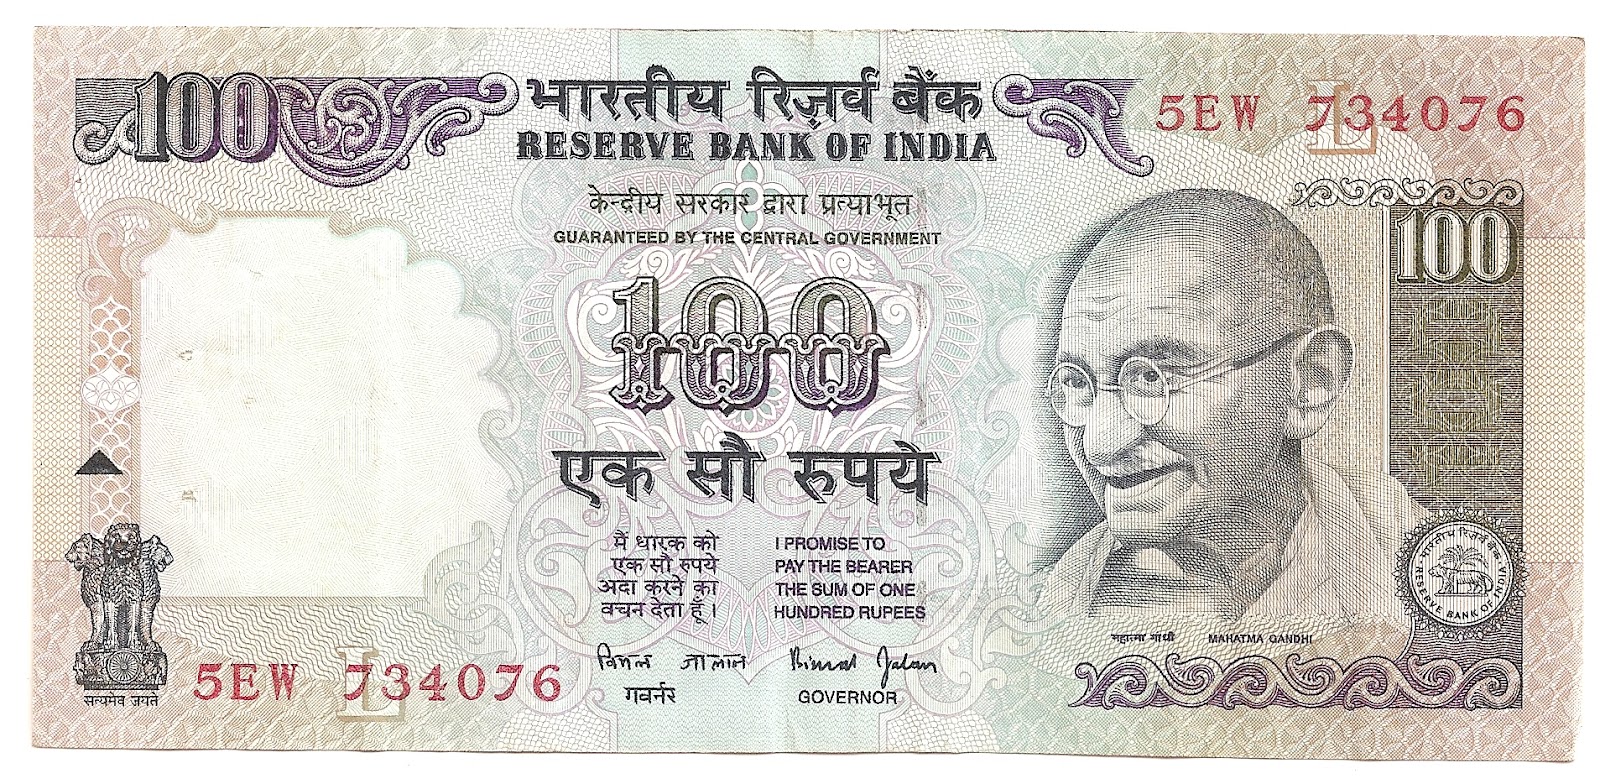 100
भारतीय रिज़र्व बैंक
RESERVE BANK OF INDIA
5EW 734076
L
केन्द्रीय सरकार द्वारा प्रत्याभूत
GUARANTEED BY THE CENTRAL GOVERNMENT
100
100
एक सौ रुपये
मैं धारक को
एक सौ रुपये
अदा करने का
वचन देता हूँ।
I PROMISE TO
PAY THE BEARER
THE SUM OF ONE
HUNDRED RUPEES
बिमल जालान
Bimal Jalan
गवर्नर
GOVERNOR
महात्मा गांधी
MAHATMA GANDHI
भारतीय रिज़र्व बैंक
RESERVE BANK OF INDIA
सत्यमेव जयते
5EW 734076
L